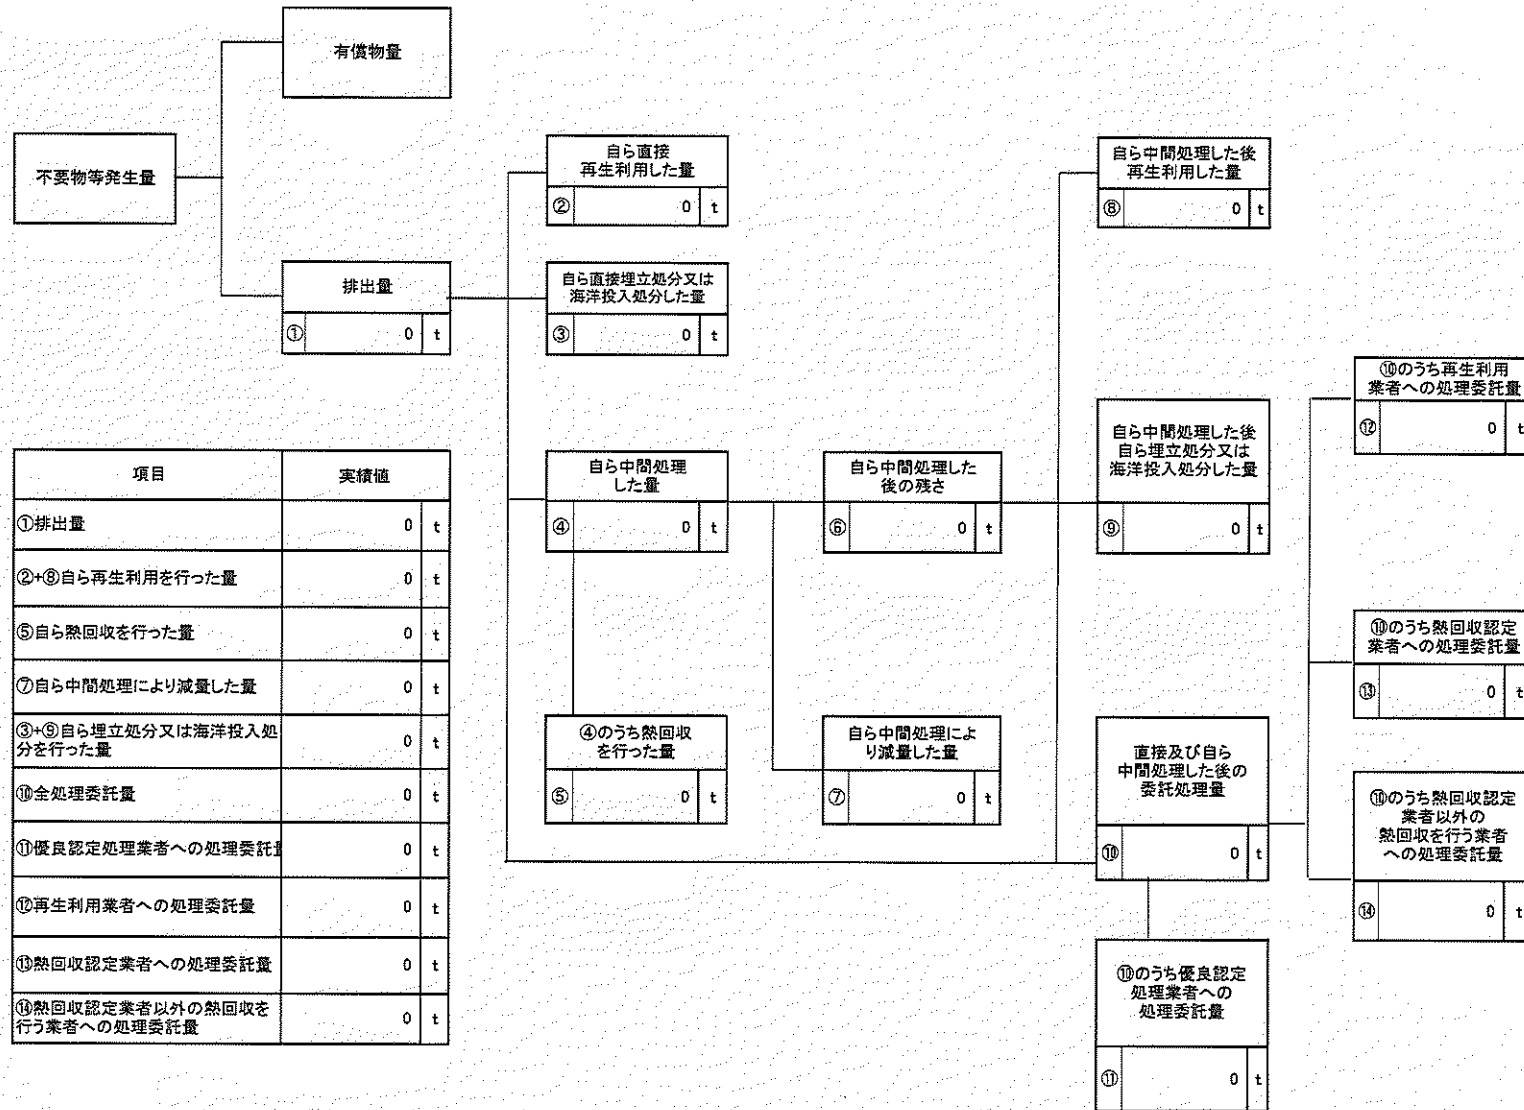 有償物量
不要物等発生量
排出量
① 0 t
自ら直接
再生利用した量
② 0 t
自ら直接埋立処分又は
海洋投入処分した量
③ 0 t
自ら中間処理
した量
④ 0 t
④のうち熱回収
を行った量
⑤ 0 t
自ら中間処理した
後の残さ
⑥ 0 t
自ら中間処理によ
り減量した量
⑦ 0 t
自ら中間処理した後
再生利用した量
⑧ 0 t
自ら中間処理した後
自ら埋立処分又は
海洋投入処分した量
⑨ 0 t
直接及び自ら
中間処理した後の
委託処理量
⑩ 0 t
⑩のうち優良認定
処理業者への
処理委託量
⑪ 0 t
⑩のうち再生利用
業者への処理委託量
⑫ 0 t
⑩のうち熱回収認定
業者への処理委託量
⑬ 0 t
⑩のうち熱回収認定
業者以外の
熱回収を行う業者
への処理委託量
⑭ 0 t
項目 実績値
①排出量 0 t
②+⑧自ら再生利用を行った量 0 t
⑤自ら熱回収を行った量 0 t
⑦自ら中間処理により減量した量 0 t
③+⑨自ら埋立処分又は海洋投入処
分を行った量 0 t
⑩全処理委託量 0 t
⑪優良認定処理業者への処理委託 0 t
⑫再生利用業者への処理委託量 0 t
⑬熱回収認定業者への処理委託量 0 t
⑭熱回収認定業者以外の熱回収を
行う業者への処理委託量 0 t